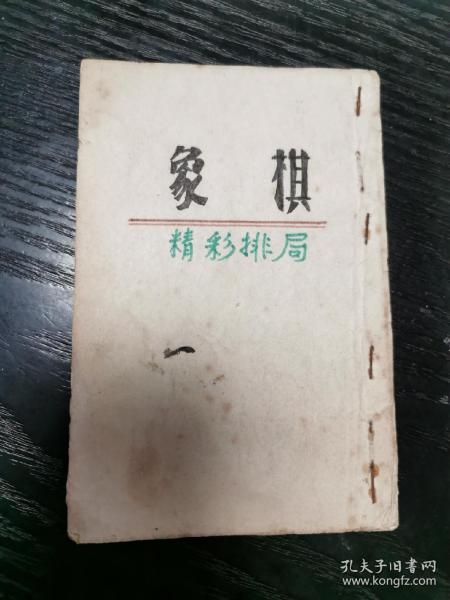 象 棋
精彩排局
一
孔夫子旧书网
www.kongfz.com